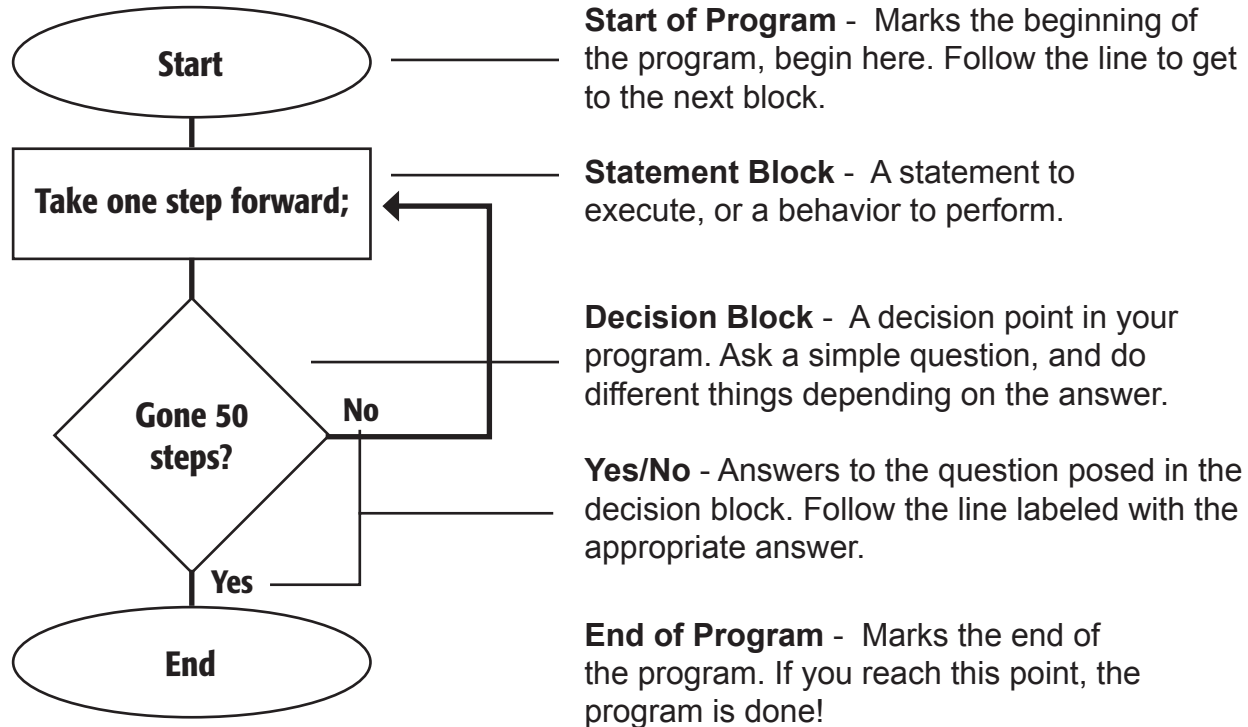 Start
Take one step forward;
Gone 50
steps?
No
Yes
End
Start of Program - Marks the beginning of
the program, begin here. Follow the line to get
to the next block.
Statement Block - A statement to
execute, or a behavior to perform.
Decision Block - A decision point in your
program. Ask a simple question, and do
different things depending on the answer.
Yes/No - Answers to the question posed in the
decision block. Follow the line labeled with the
appropriate answer.
End of Program - Marks the end of
the program. If you reach this point, the
program is done!